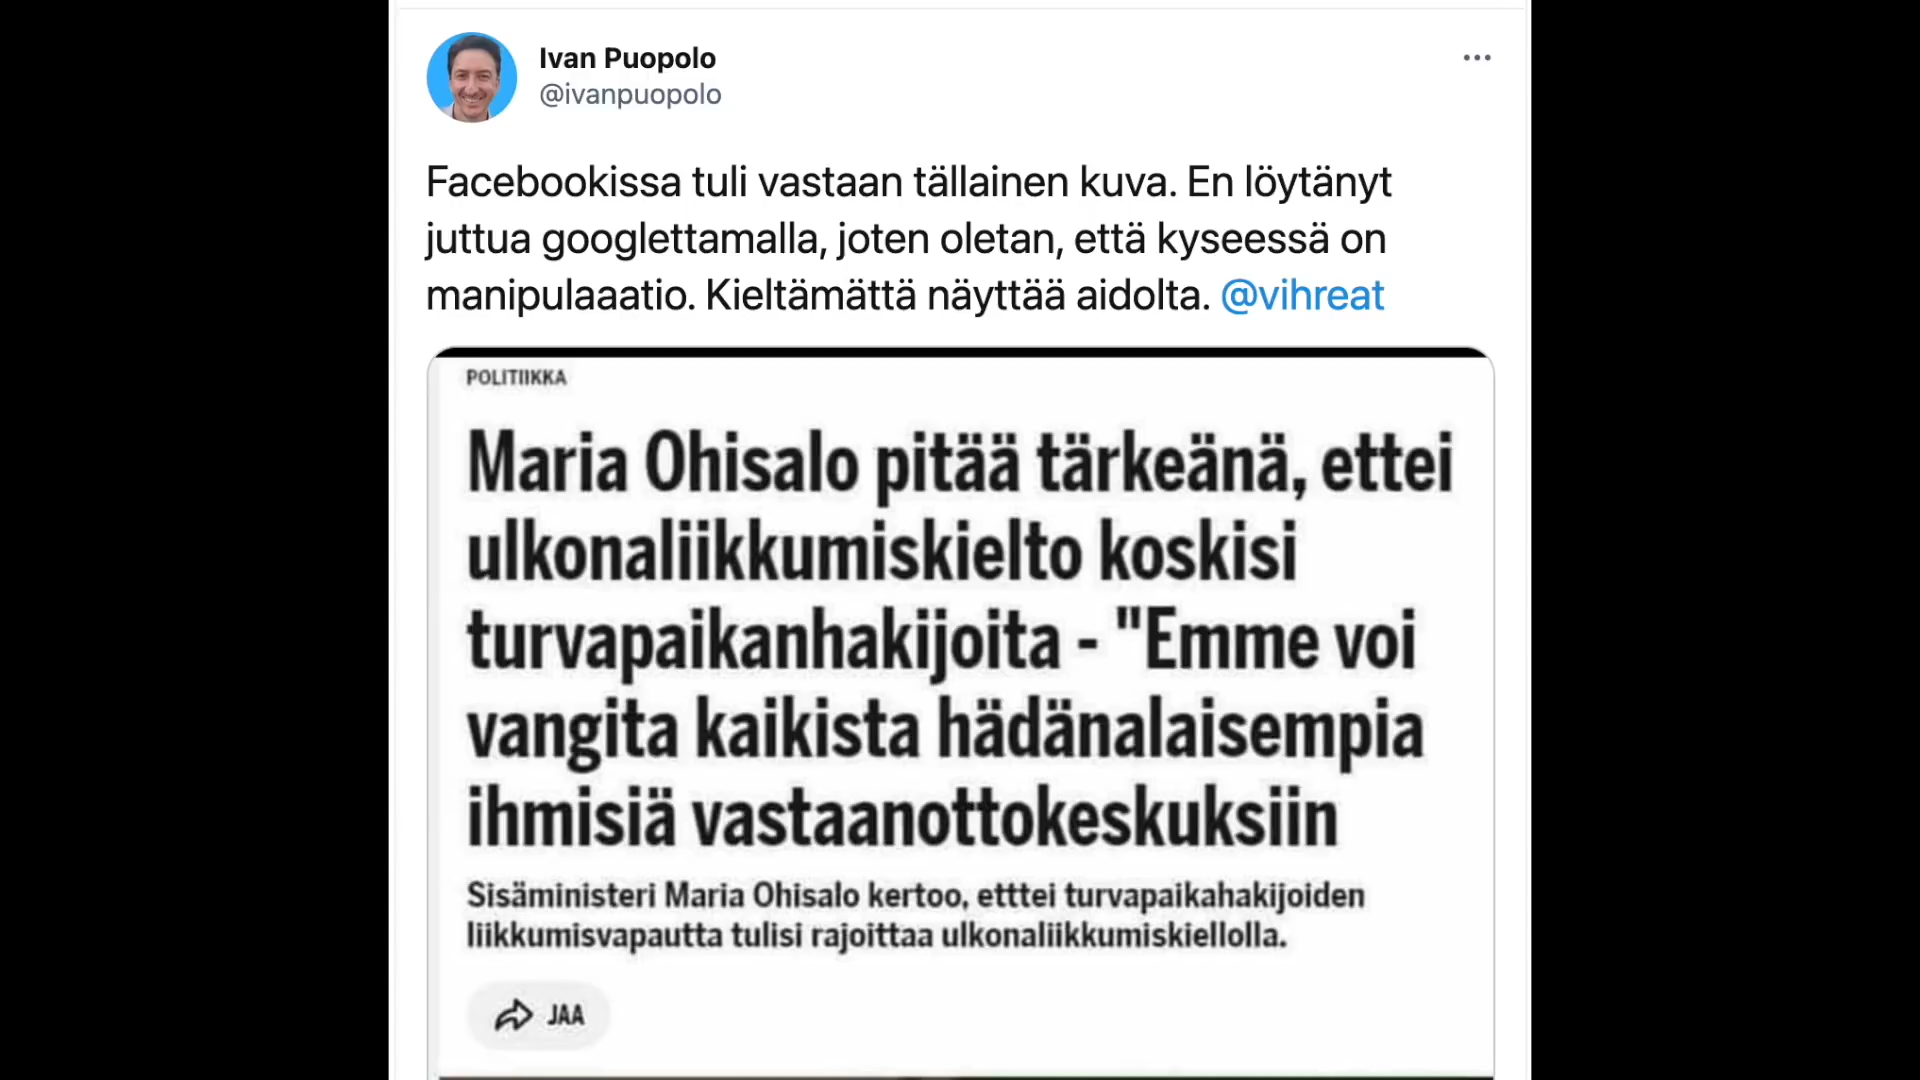 Ivan Puopolo
@ivanpuopolo
Facebookissa tuli vastaan tällainen kuva. En löytänyt
juttua googlettamalla, joten oletan, että kyseessä on
manipulaaatio. Kieltämättä näyttää aidolta. @vihreat
POLITIIKKA
Maria Ohisalo pitää tärkeänä, ettei
ulkonaliikkumiskielto koskisi
turvapaikanhakijoita - "Emme voi
vangita kaikista hädänalaisempia
ihmisiä vastaanottokeskuksiin
Sisäministeri Maria Ohisalo kertoo, etttei turvapaikahakijoiden
liikkumisvapautta tulisi rajoittaa ulkonaliikkumiskiellolla.
JAA